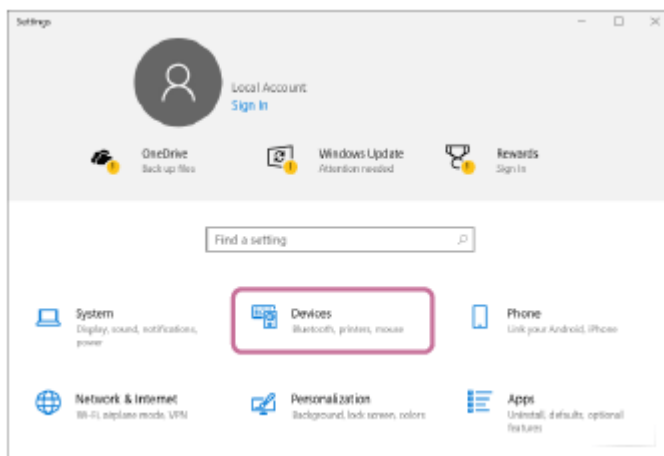 Settings
Local Account
Sign In
OneDrive
Back up files
Windows Update
Attention needed
Rewards
Sign In
Find a setting
System
Display, sound, notifications,
power
Devices
Bluetooth, printers, mouse
Phone
Link your Android, iPhone
Network & Internet
Wi-Fi, airplane mode, VPN
Personalization
Background, lock screen, colors
Apps
Uninstall, defaults, optional
features